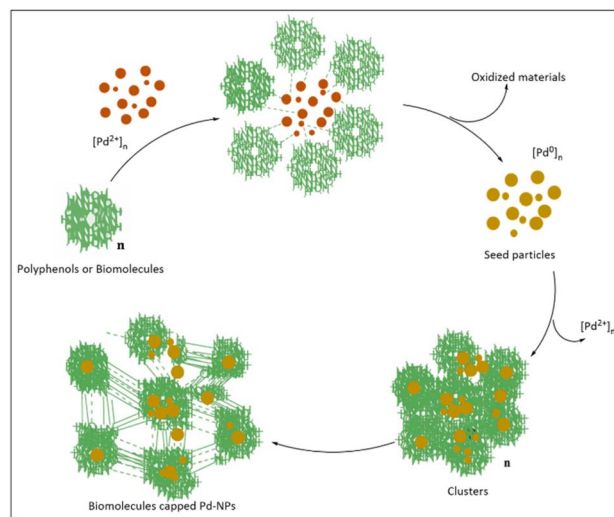 [Pd²⁺]ₙ
n
Polyphenols or Biomolecules
Oxidized materials
[Pd⁰]ₙ
Seed particles
[Pd²⁺]ₙ
n
Clusters
Biomolecules capped Pd-NPs